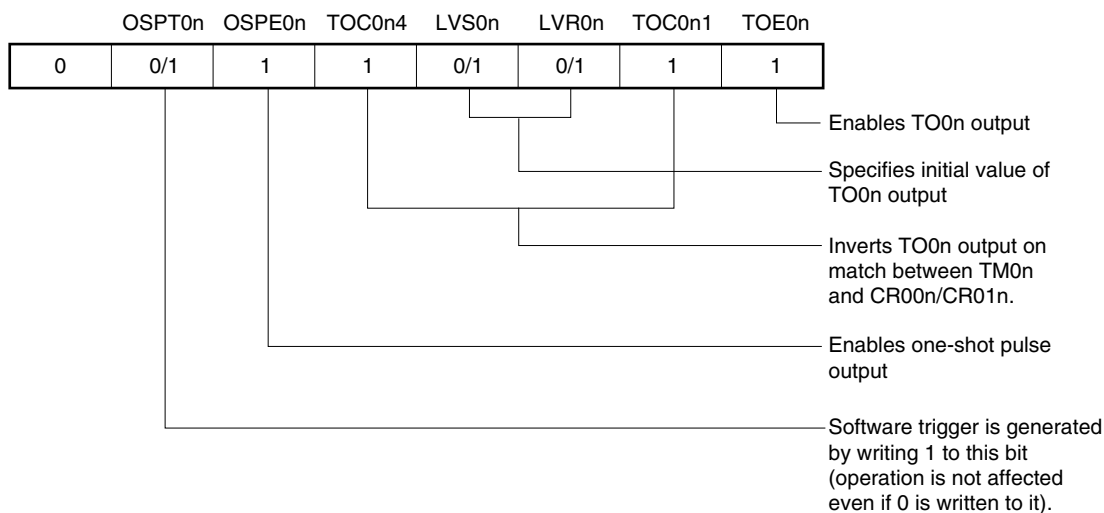 OSPT0n OSPE0n TOC0n4 LVS0n LVR0n TOC0n1 TOE0n
0 0/1 1 1 0/1 0/1 1 1
Enables TO0n output
Specifies initial value of
TO0n output
Inverts TO0n output on
match between TM0n
and CR00n/CR01n.
Enables one-shot pulse
output
Software trigger is generated
by writing 1 to this bit
(operation is not affected
even if 0 is written to it).